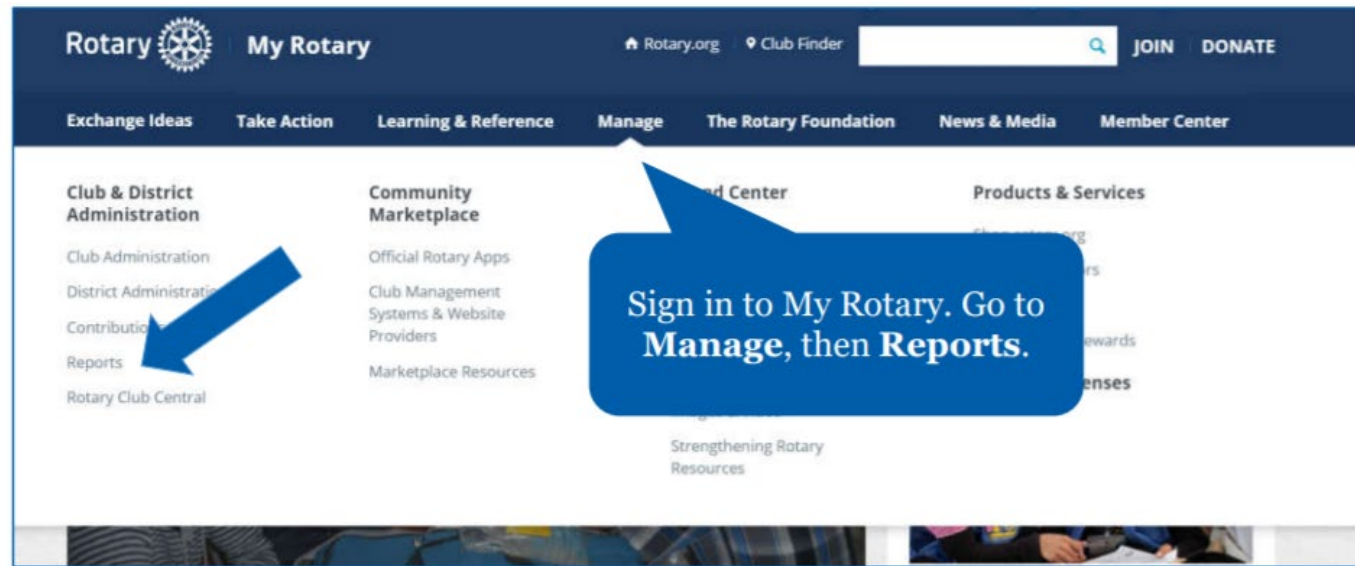 Rotary My Rotary
Rotary.org Club Finder JOIN DONATE
Exchange Ideas Take Action Learning & Reference Manage The Rotary Foundation News & Media Member Center
Club & District
Administration
Club Administration
District
Reports
Rotary Club Central
Community
Marketplace
Official Rotary Apps
Club Management
Systems & Website
Providers
Marketplace Resources
Center
Strengthening Rotary
Resources
Products & Services
Sign in to My Rotary. Go to
Manage, then Reports.